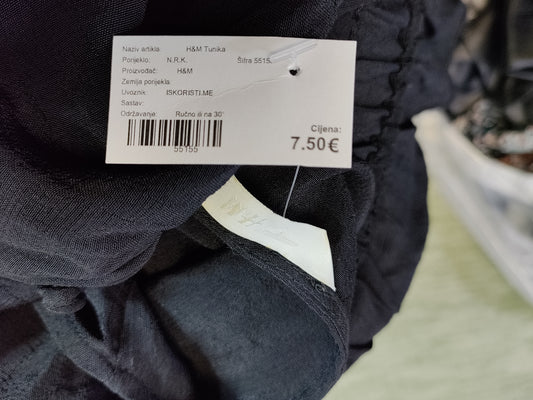 Naziv artikla: H&M Tunika
Porijeklo: N.R.K. Šifra 55155
Proizvođač: H&M
Zemlja porijekla:
Uvoznik: ISKORISTI.ME
Sastav:
Održavanje: Ručno ili na 30°
55155
Cijena:
7.50€
H&M